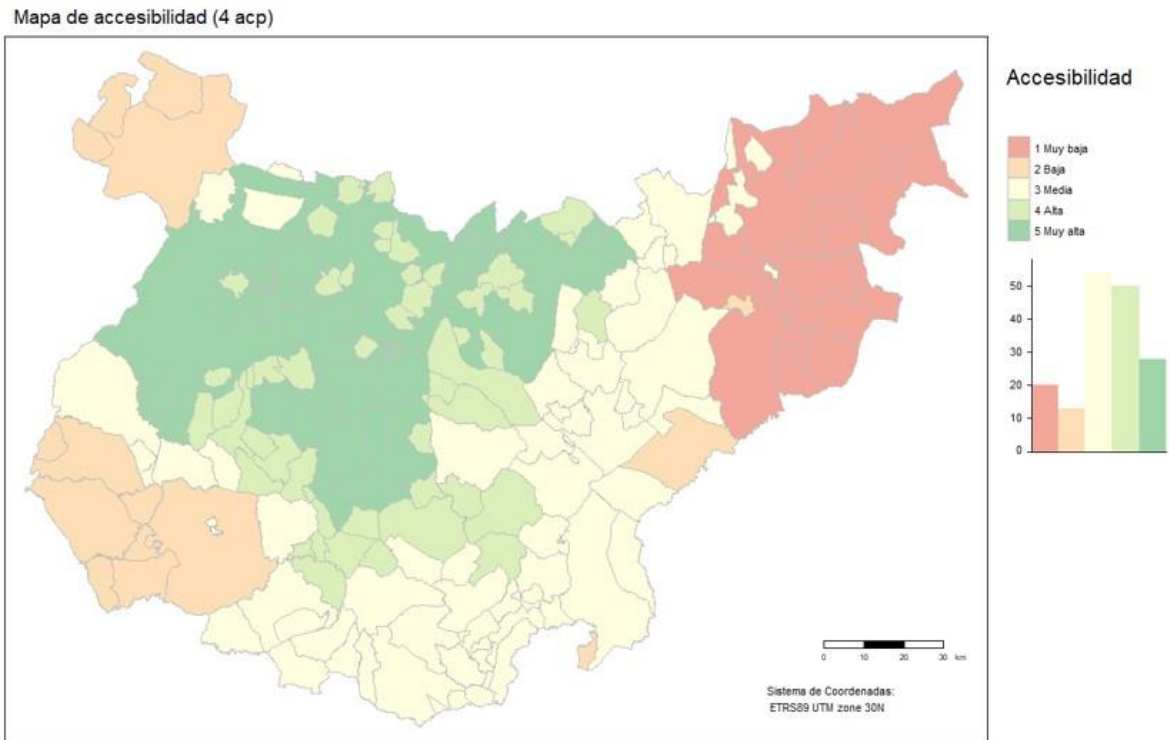 Mapa de accesibilidad (4 acp)
Accesibilidad
1 Muy baja
2 Baja
3 Media
4 Alta
5 Muy alta
50
40
30
20
10
0
0 10 20 30 km
Sistema de Coordenadas:
ETRS89 UTM zone 30N